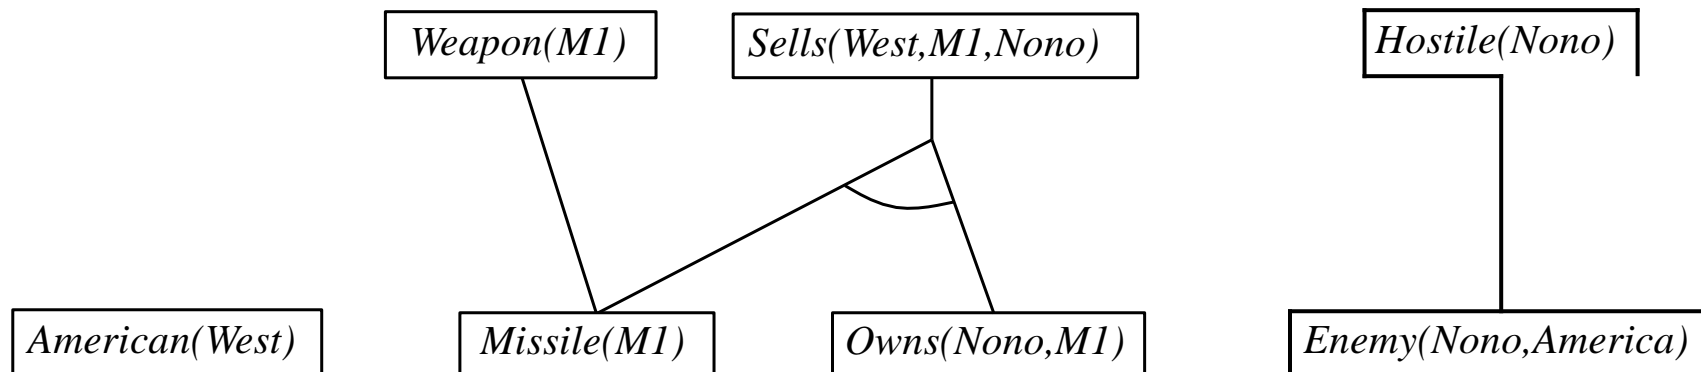 Weapon(M1)
Sells(West,M1,Nono)
Hostile(Nono)
American(West)
Missile(M1)
Owns(Nono,M1)
Enemy(Nono,America)